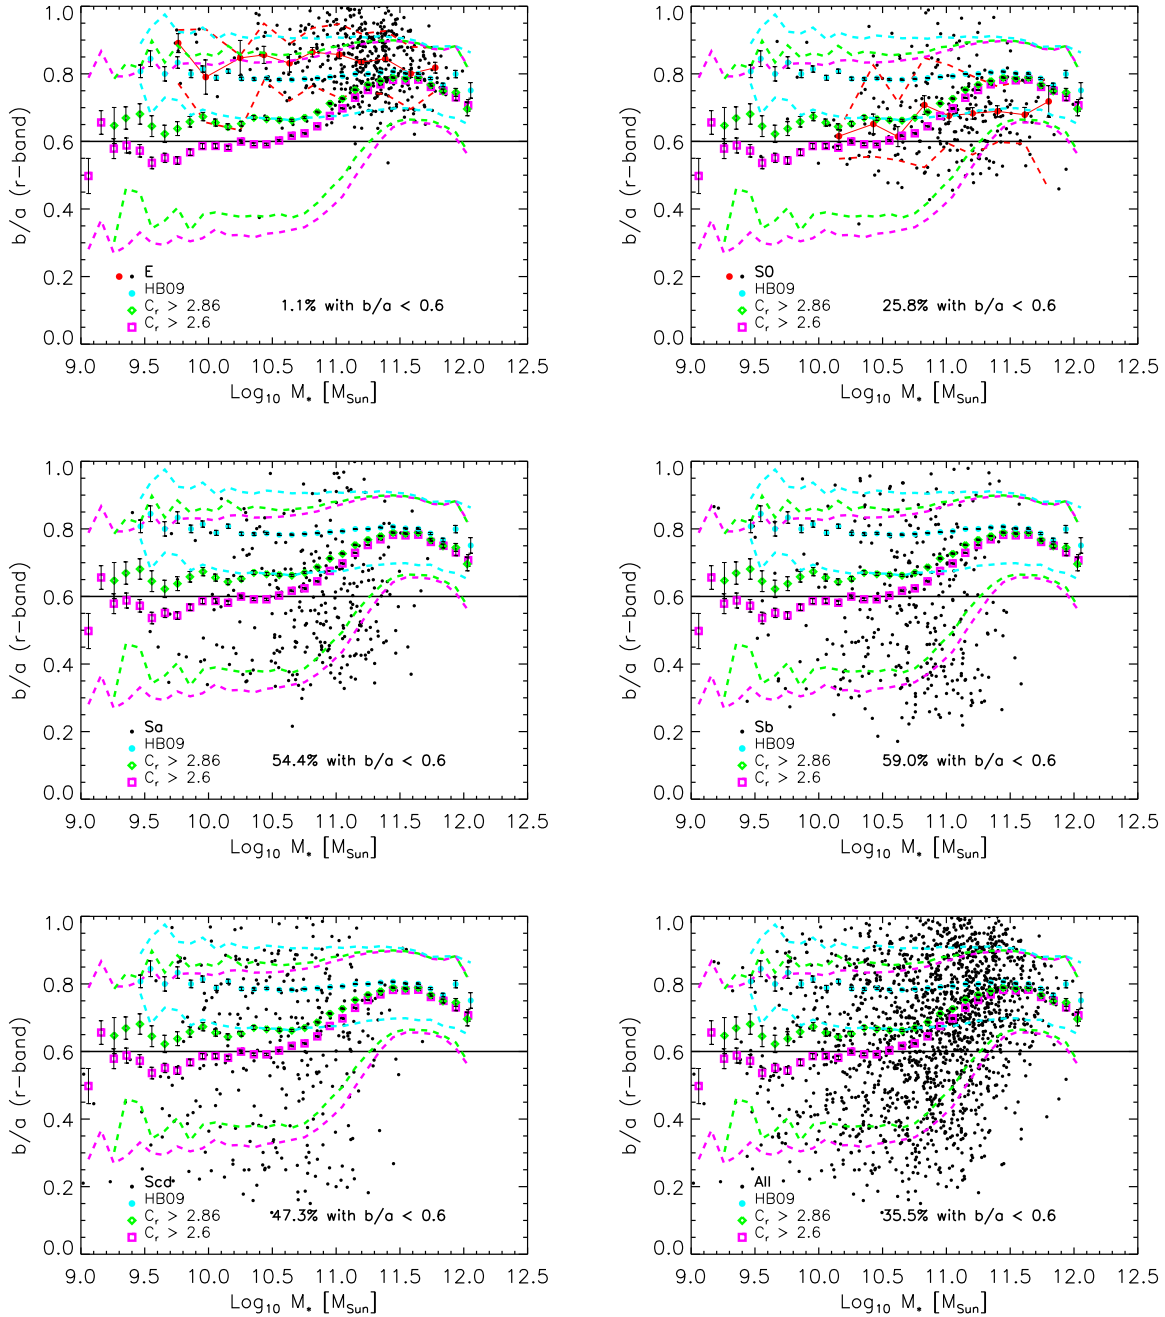 1.0
0.8
0.6
0.4
0.2
0.0
b/a (r-band)
E
HB09
Cr > 2.86
Cr > 2.6
1.1% with b/a < 0.6
9.0 9.5 10.0 10.5 11.0 11.5 12.0 12.5
Log10 M* [MSun]
1.0
0.8
0.6
0.4
0.2
0.0
b/a (r-band)
S0
HB09
Cr > 2.86
Cr > 2.6
25.8% with b/a < 0.6
9.0 9.5 10.0 10.5 11.0 11.5 12.0 12.5
Log10 M* [MSun]
1.0
0.8
0.6
0.4
0.2
0.0
b/a (r-band)
Sa
HB09
Cr > 2.86
Cr > 2.6
54.4% with b/a < 0.6
9.0 9.5 10.0 10.5 11.0 11.5 12.0 12.5
Log10 M* [MSun]
1.0
0.8
0.6
0.4
0.2
0.0
b/a (r-band)
Sb
HB09
Cr > 2.86
Cr > 2.6
59.0% with b/a < 0.6
9.0 9.5 10.0 10.5 11.0 11.5 12.0 12.5
Log10 M* [MSun]
1.0
0.8
0.6
0.4
0.2
0.0
b/a (r-band)
Scd
HB09
Cr > 2.86
Cr > 2.6
47.3% with b/a < 0.6
9.0 9.5 10.0 10.5 11.0 11.5 12.0 12.5
Log10 M* [MSun]
1.0
0.8
0.6
0.4
0.2
0.0
b/a (r-band)
All
HB09
Cr > 2.86
Cr > 2.6
35.5% with b/a < 0.6
9.0 9.5 10.0 10.5 11.0 11.5 12.0 12.5
Log10 M* [MSun]